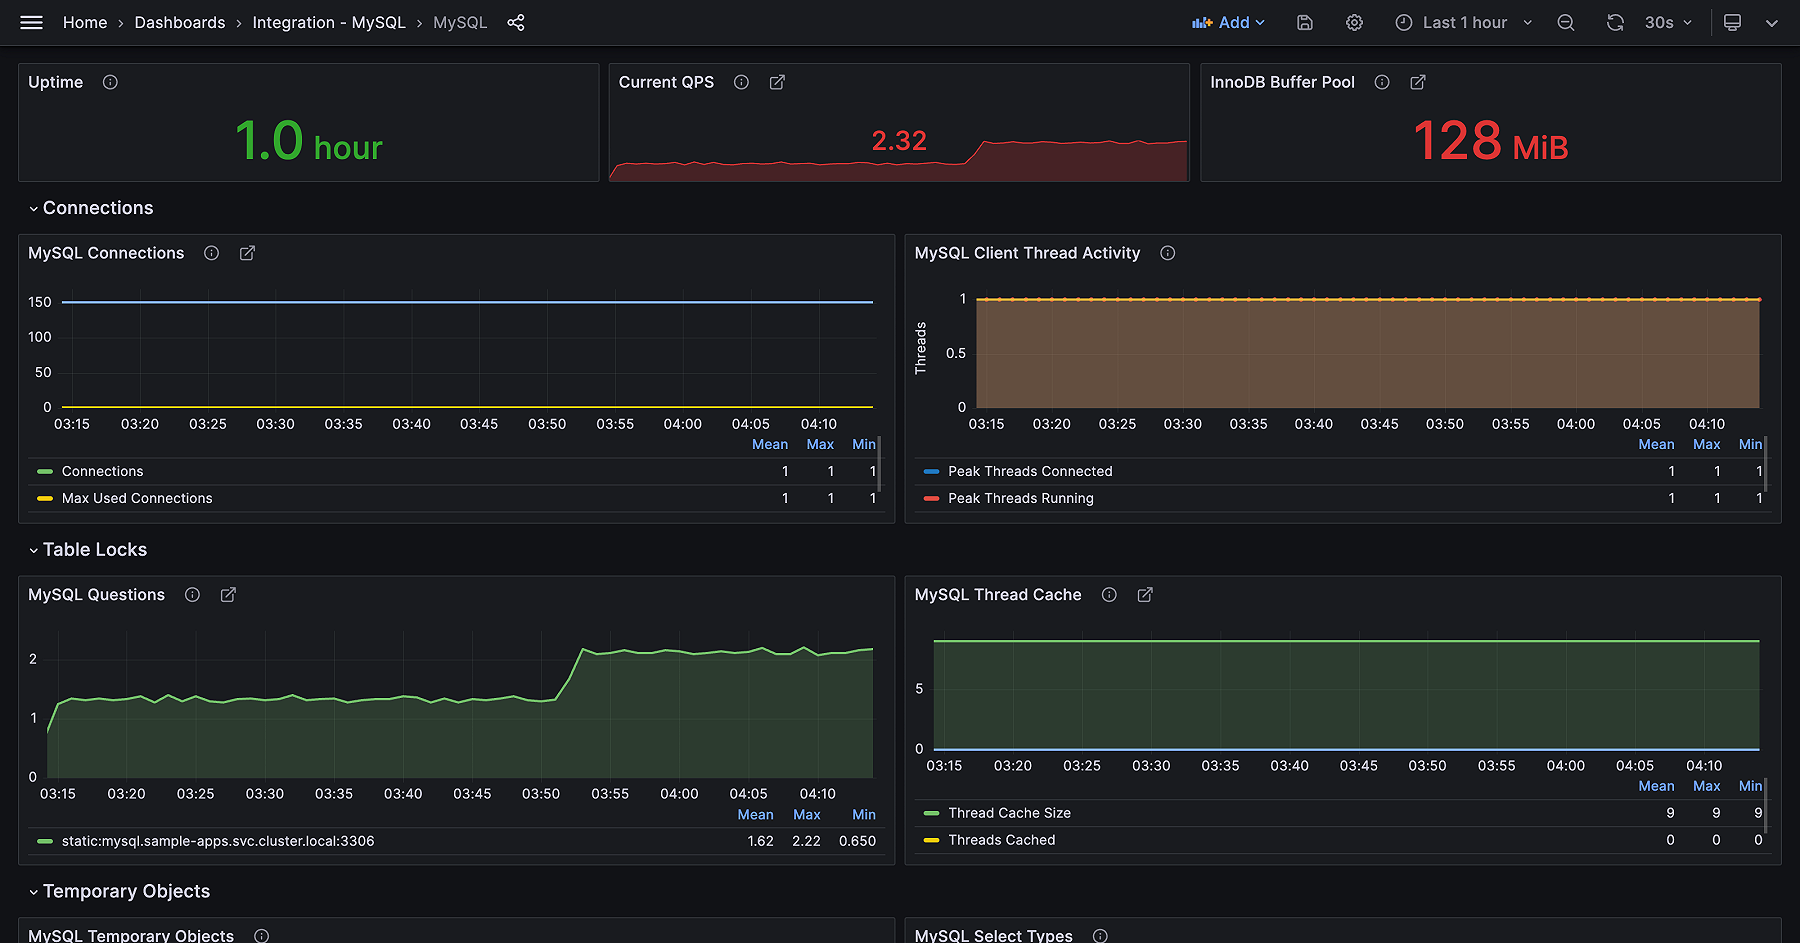 Home › Dashboards › Integration - MySQL › MySQL
Add
Last 1 hour
30s
Uptime
1.0 hour
Current QPS
2.32
InnoDB Buffer Pool
128 MiB
Connections
MySQL Connections
150
100
50
0
03:15 03:20 03:25 03:30 03:35 03:40 03:45 03:50 03:55 04:00 04:05 04:10
Mean Max Min
Connections 1 1 1
Max Used Connections 1 1 1
MySQL Client Thread Activity
Threads
1
0.5
0
03:15 03:20 03:25 03:30 03:35 03:40 03:45 03:50 03:55 04:00 04:05 04:10
Mean Max Min
Peak Threads Connected 1 1 1
Peak Threads Running 1 1 1
Table Locks
MySQL Questions
2
1
0
03:15 03:20 03:25 03:30 03:35 03:40 03:45 03:50 03:55 04:00 04:05 04:10
Mean Max Min
static:mysql.sample-apps.svc.cluster.local:3306 1.62 2.22 0.650
MySQL Thread Cache
5
0
03:15 03:20 03:25 03:30 03:35 03:40 03:45 03:50 03:55 04:00 04:05 04:10
Mean Max Min
Thread Cache Size 9 9 9
Threads Cached 0 0 0
Temporary Objects
MySQL Temporary Objects
MySQL Select Types